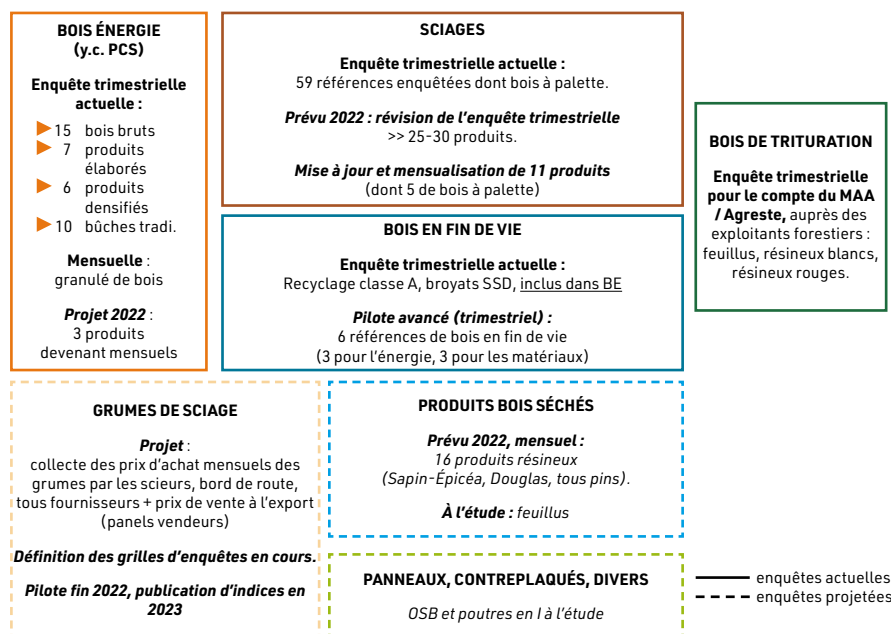 BOIS ÉNERGIE
(y.c. PCS)
Enquête trimestrielle
actuelle :
15 bois bruts
7 produits
élaborés
6 produits
densifiés
10 bûches tradi.
Mensuelle :
granulé de bois
Projet 2022 :
3 produits
devenant mensuels
SCIAGES
Enquête trimestrielle actuelle :
59 références enquêtées dont bois à palette.
Prévu 2022 : révision de l'enquête trimestrielle
>> 25-30 produits.
Mise à jour et mensualisation de 11 produits
(dont 5 de bois à palette)
BOIS EN FIN DE VIE
Enquête trimestrielle actuelle :
Recyclage classe A, broyats SSD, inclus dans BE
Pilote avancé (trimestriel) :
6 références de bois en fin de vie
(3 pour l'énergie, 3 pour les matériaux)
BOIS DE TRITURATION
Enquête trimestrielle
pour le compte du MAA
/ Agreste, auprès des
exploitants forestiers :
feuillus, résineux blancs,
résineux rouges.
GRUMES DE SCIAGE
Projet :
collecte des prix d'achat mensuels des
grumes par les scieurs, bord de route,
tous fournisseurs + prix de vente à l'export
(panels vendeurs)
Définition des grilles d'enquêtes en cours.
Pilote fin 2022, publication d'indices en
2023
PRODUITS BOIS SÉCHÉS
Prévu 2022, mensuel :
16 produits résineux
(Sapin-Épicéa, Douglas, tous pins).
À l'étude : feuillus
PANNEAUX, CONTREPLAQUÉS, DIVERS
OSB et poutres en I à l'étude
enquêtes actuelles
enquêtes projetées